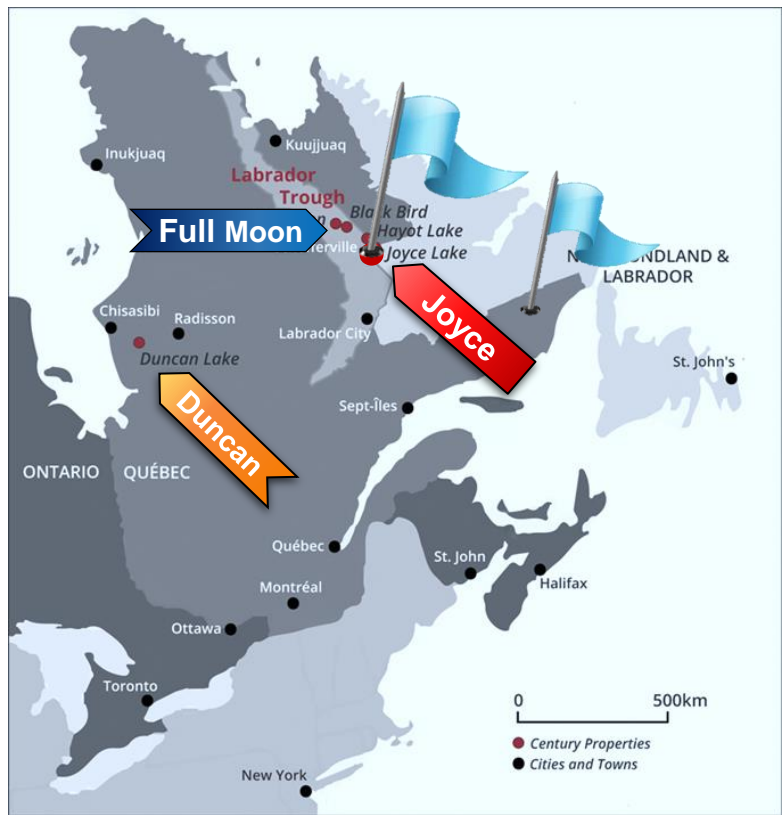 Inukjuaq
Kuujjuaq
Labrador
Trough
Black Bird
Full Moon
Hayot Lake
Joyce Lake
LABRADOR
Joyce
Chisasibi
Radisson
Duncan Lake
Labrador City
Duncan
Sept-Îles
St. John's
ONTARIO
QUÉBEC
Québec
St. John
Halifax
Montréal
Ottawa
Toronto
New York
0 500km
Century Properties
Cities and Towns